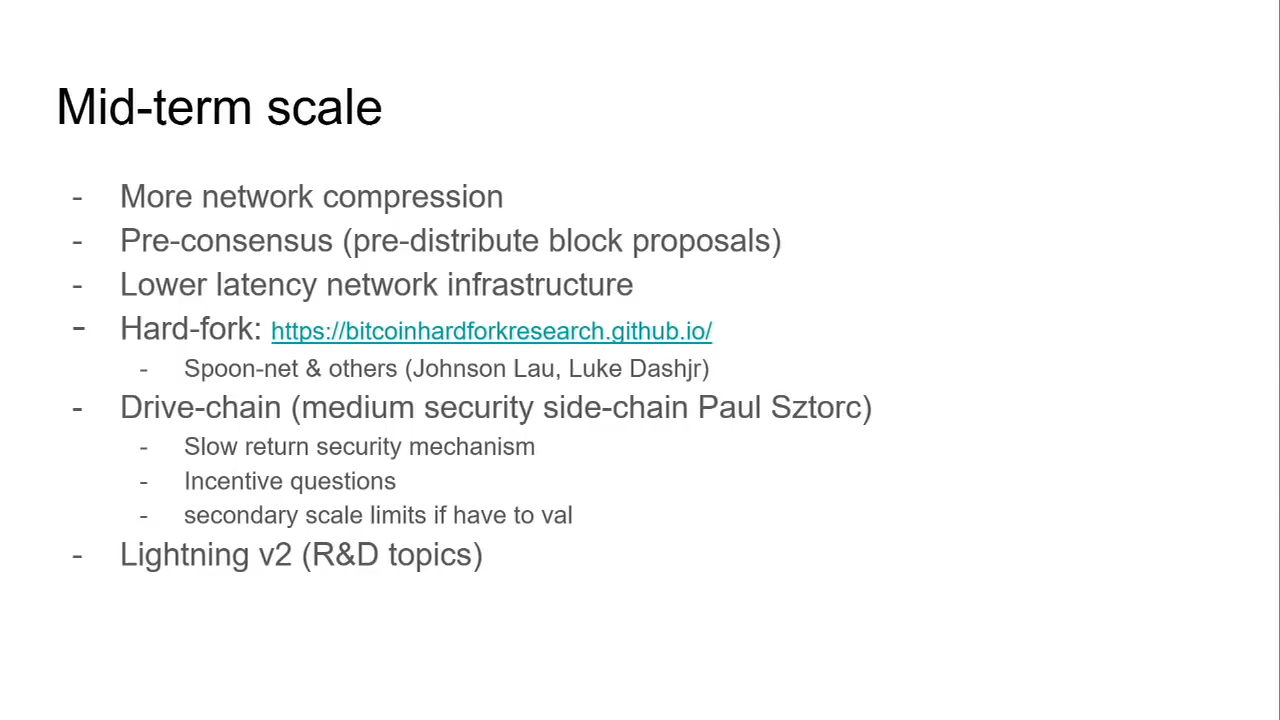 Mid-term scale
- More network compression
- Pre-consensus (pre-distribute block proposals)
- Lower latency network infrastructure
- Hard-fork: https://bitcoinhardforkresearch.github.io/
- Spoon-net & others (Johnson Lau, Luke Dashjr)
- Drive-chain (medium security side-chain Paul Sztorc)
- Slow return security mechanism
- Incentive questions
- secondary scale limits if have to val
- Lightning v2 (R&D topics)